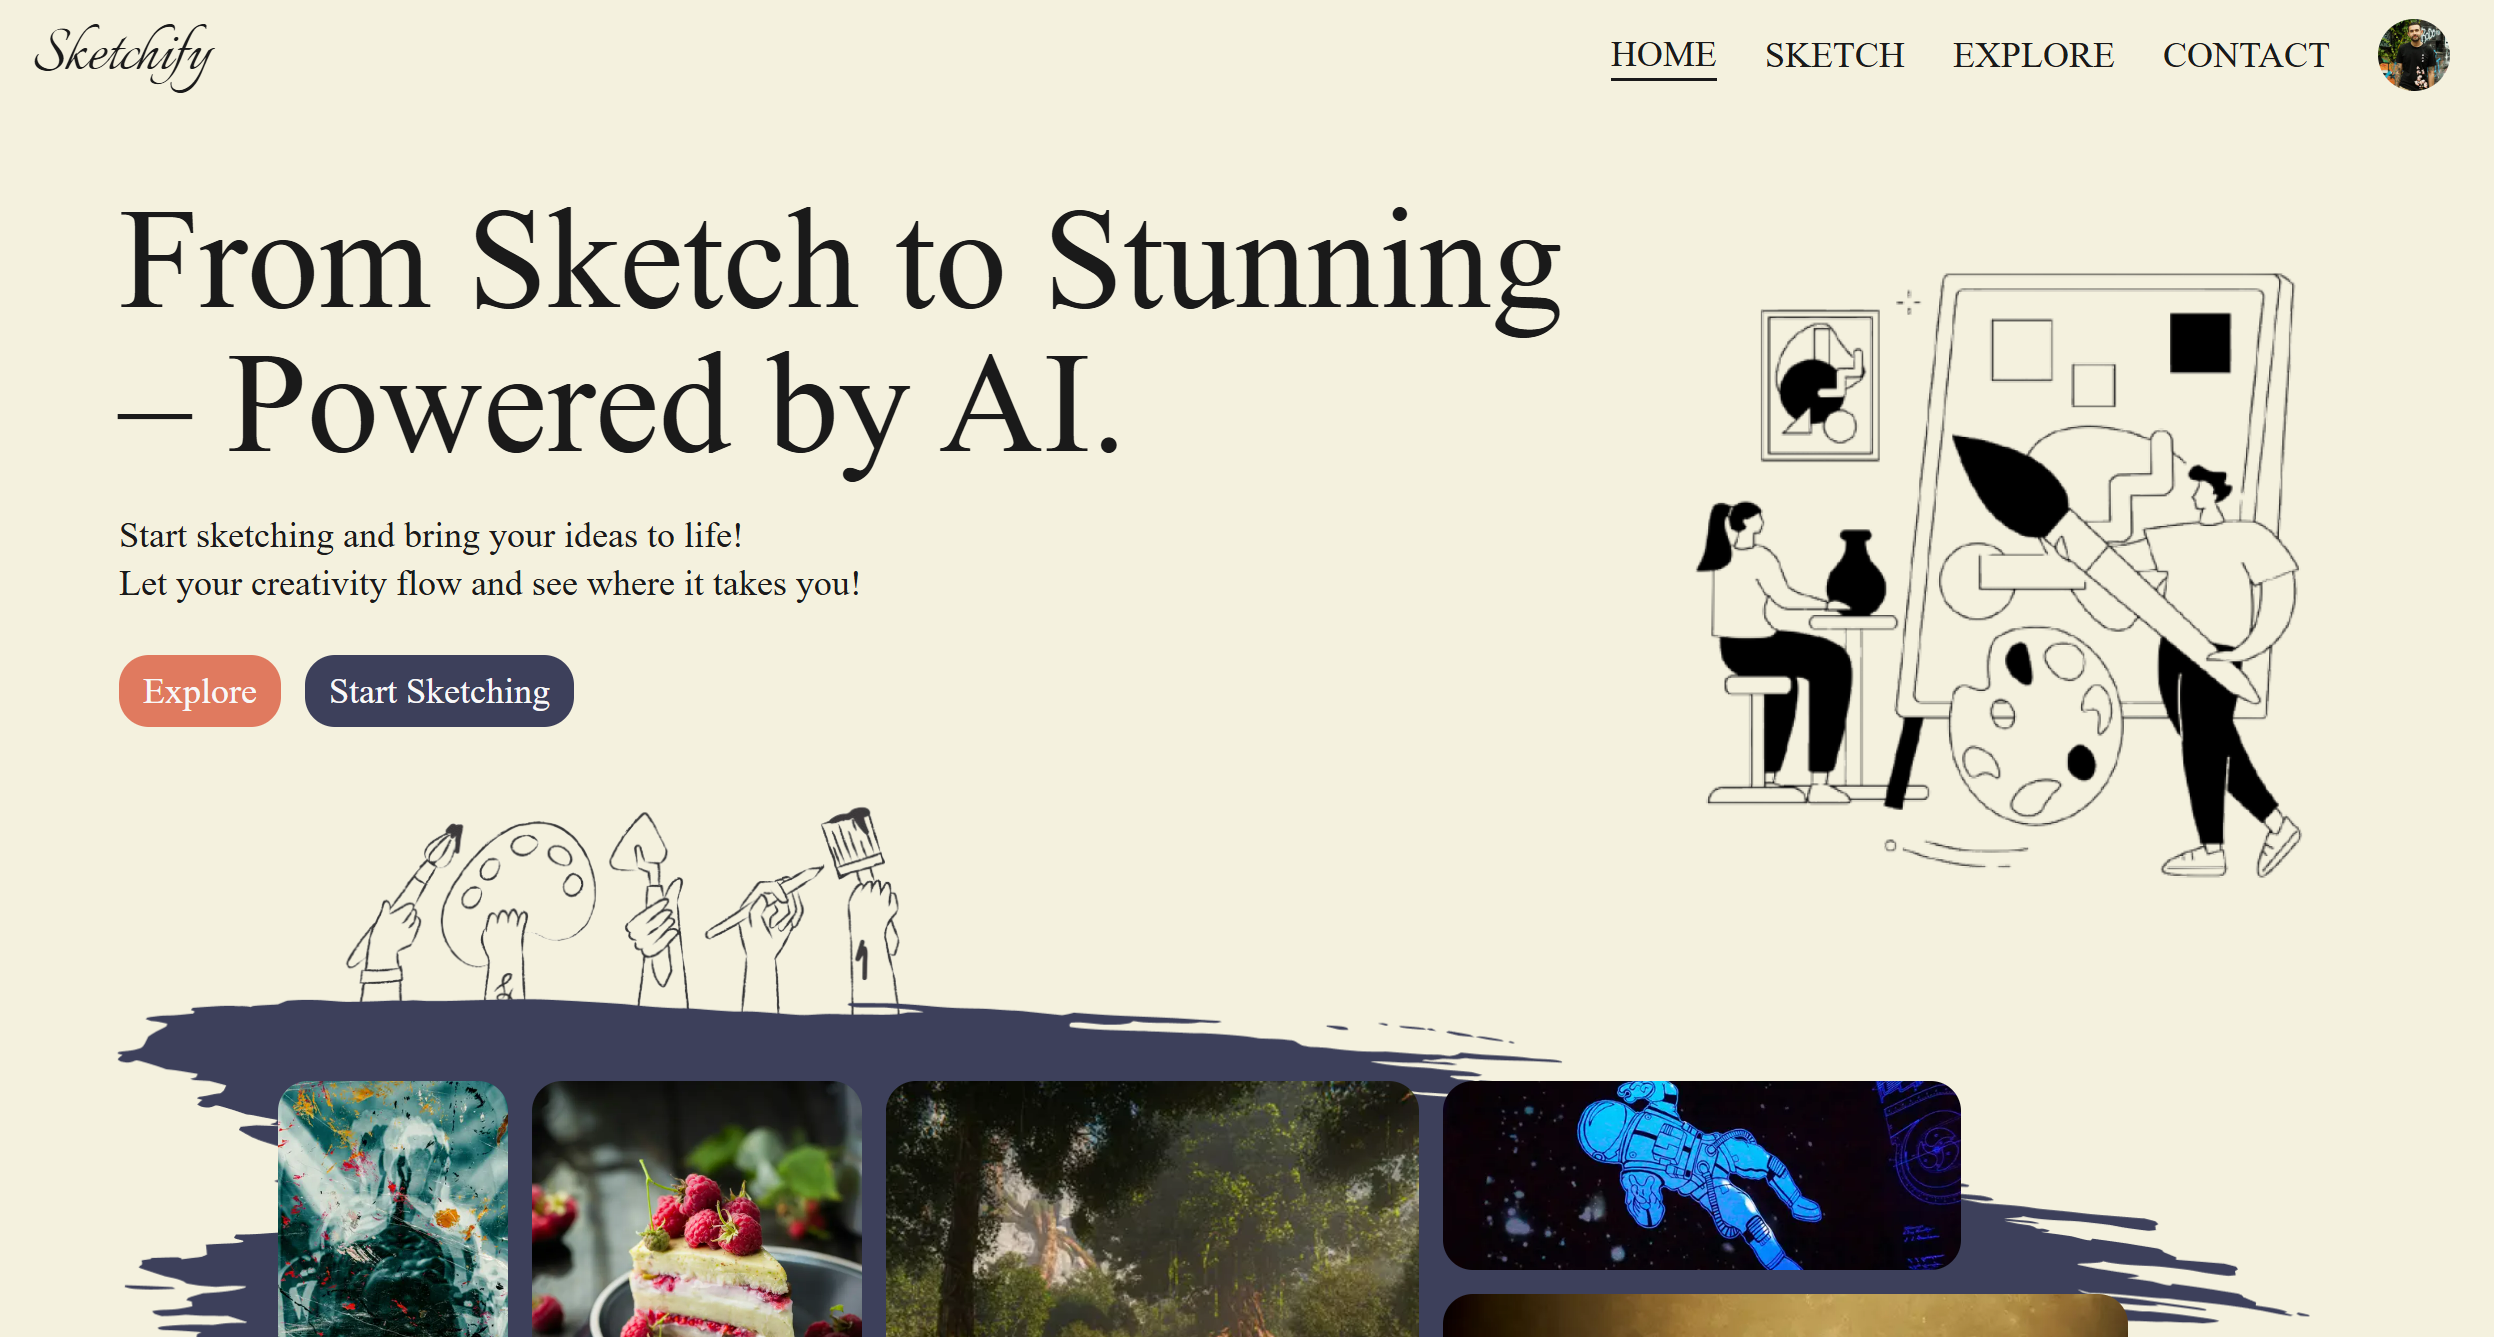 Sketchify
HOME SKETCH EXPLORE CONTACT
From Sketch to Stunning
– Powered by AI.
Start sketching and bring your ideas to life!
Let your creativity flow and see where it takes you!
Explore Start Sketching